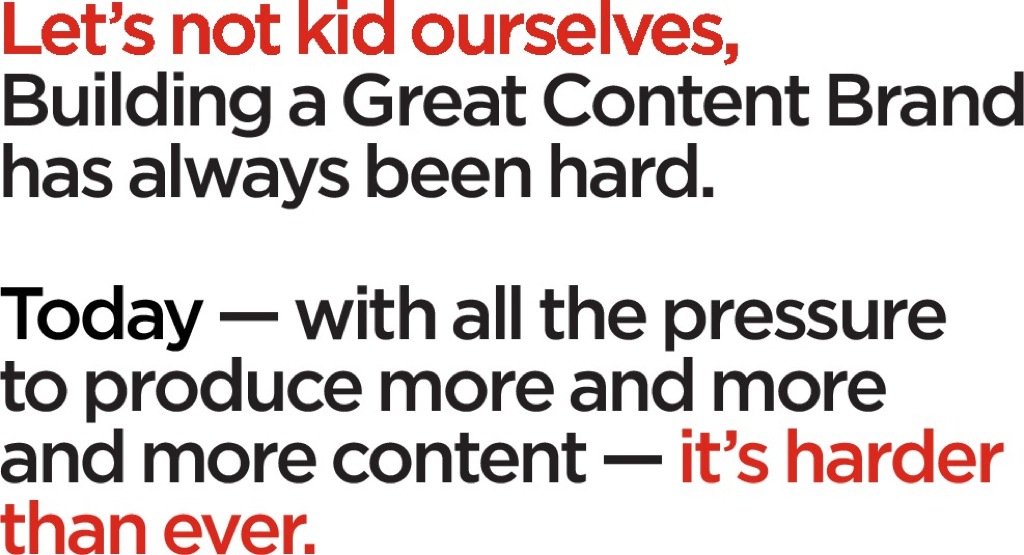 Let’s not kid ourselves,
Building a Great Content Brand
has always been hard.
Today — with all the pressure
to produce more and more
and more content — it’s harder
than ever.